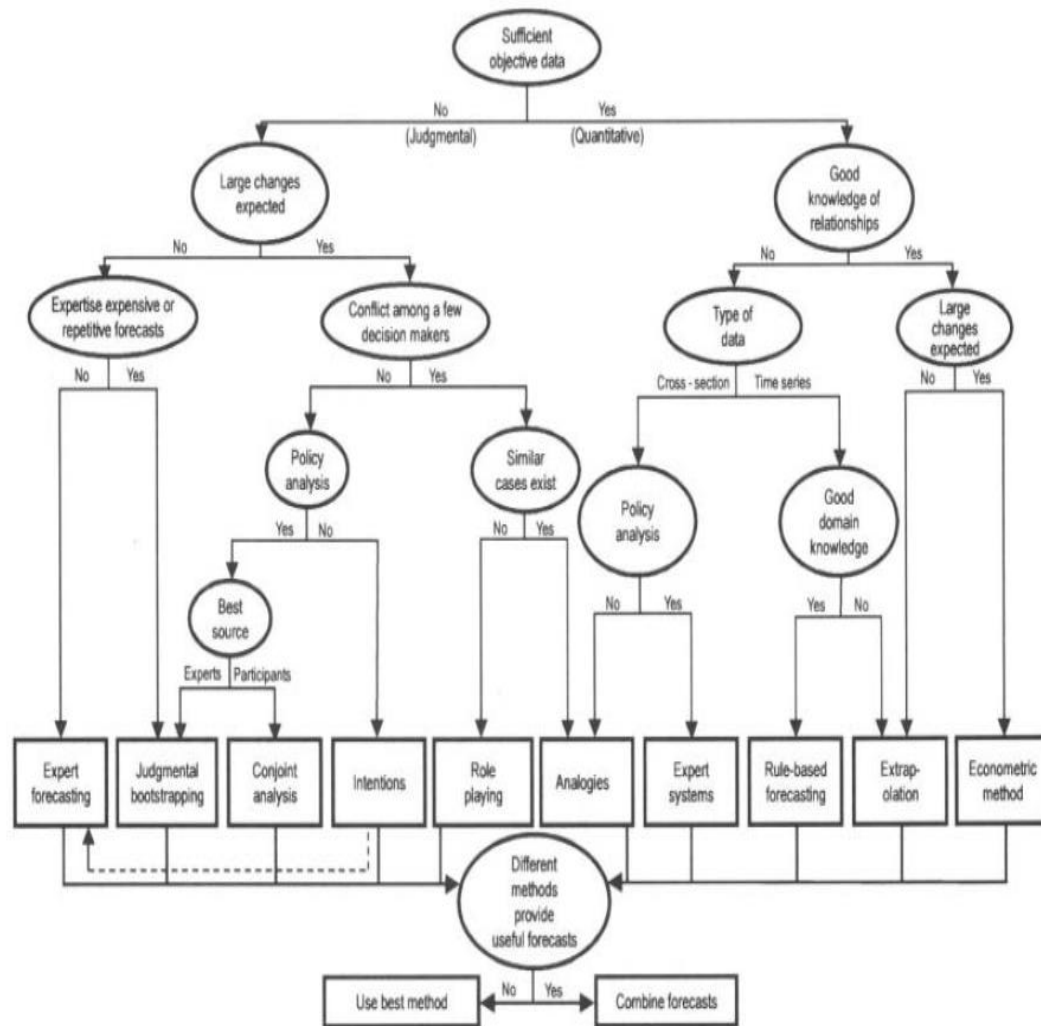 Sufficient
objective data
No
Yes
(Judgmental)
(Quantitative)
Large changes
expected
Good
knowledge of
relationships
No
Yes
No
Yes
Expertise expensive or
repetitive forecasts
Conflict among a few
decision makers
Type of
data
Large
changes
expected
No
Yes
No
Yes
Cross - section
Time series
No
Yes
Policy
analysis
Similar
cases exist
Policy
analysis
Good
domain
knowledge
Yes
No
No
Yes
Best
source
No
Yes
Yes
No
Experts
Participants
Expert
forecasting
Judgmental
bootstrapping
Conjoint
analysis
Intentions
Role
playing
Analogies
Expert
systems
Rule-based
forecasting
Extrap-
olation
Econometric
method
Different
methods
provide
useful forecasts
No
Yes
Use best method
Combine forecasts